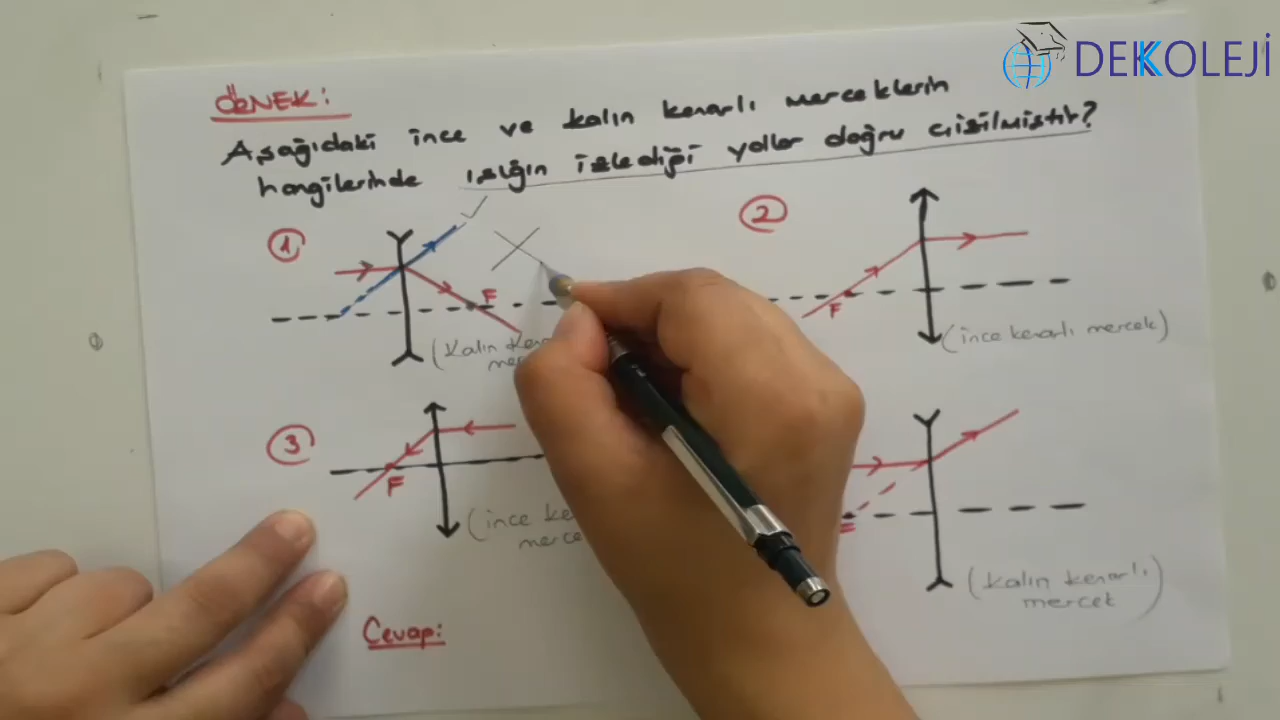 DEKKOLEJİ
ÖRNEK:
Aşağıdaki ince ve kalın kenarlı merceklerin
hangilerinde ışığın izlediği yollar doğru çizilmiştir?
1
2
F
F
(Kalın
(ince kenarlı mercek)
3
F
(ince
(kalın kenarlı
mercek)
Cevap: